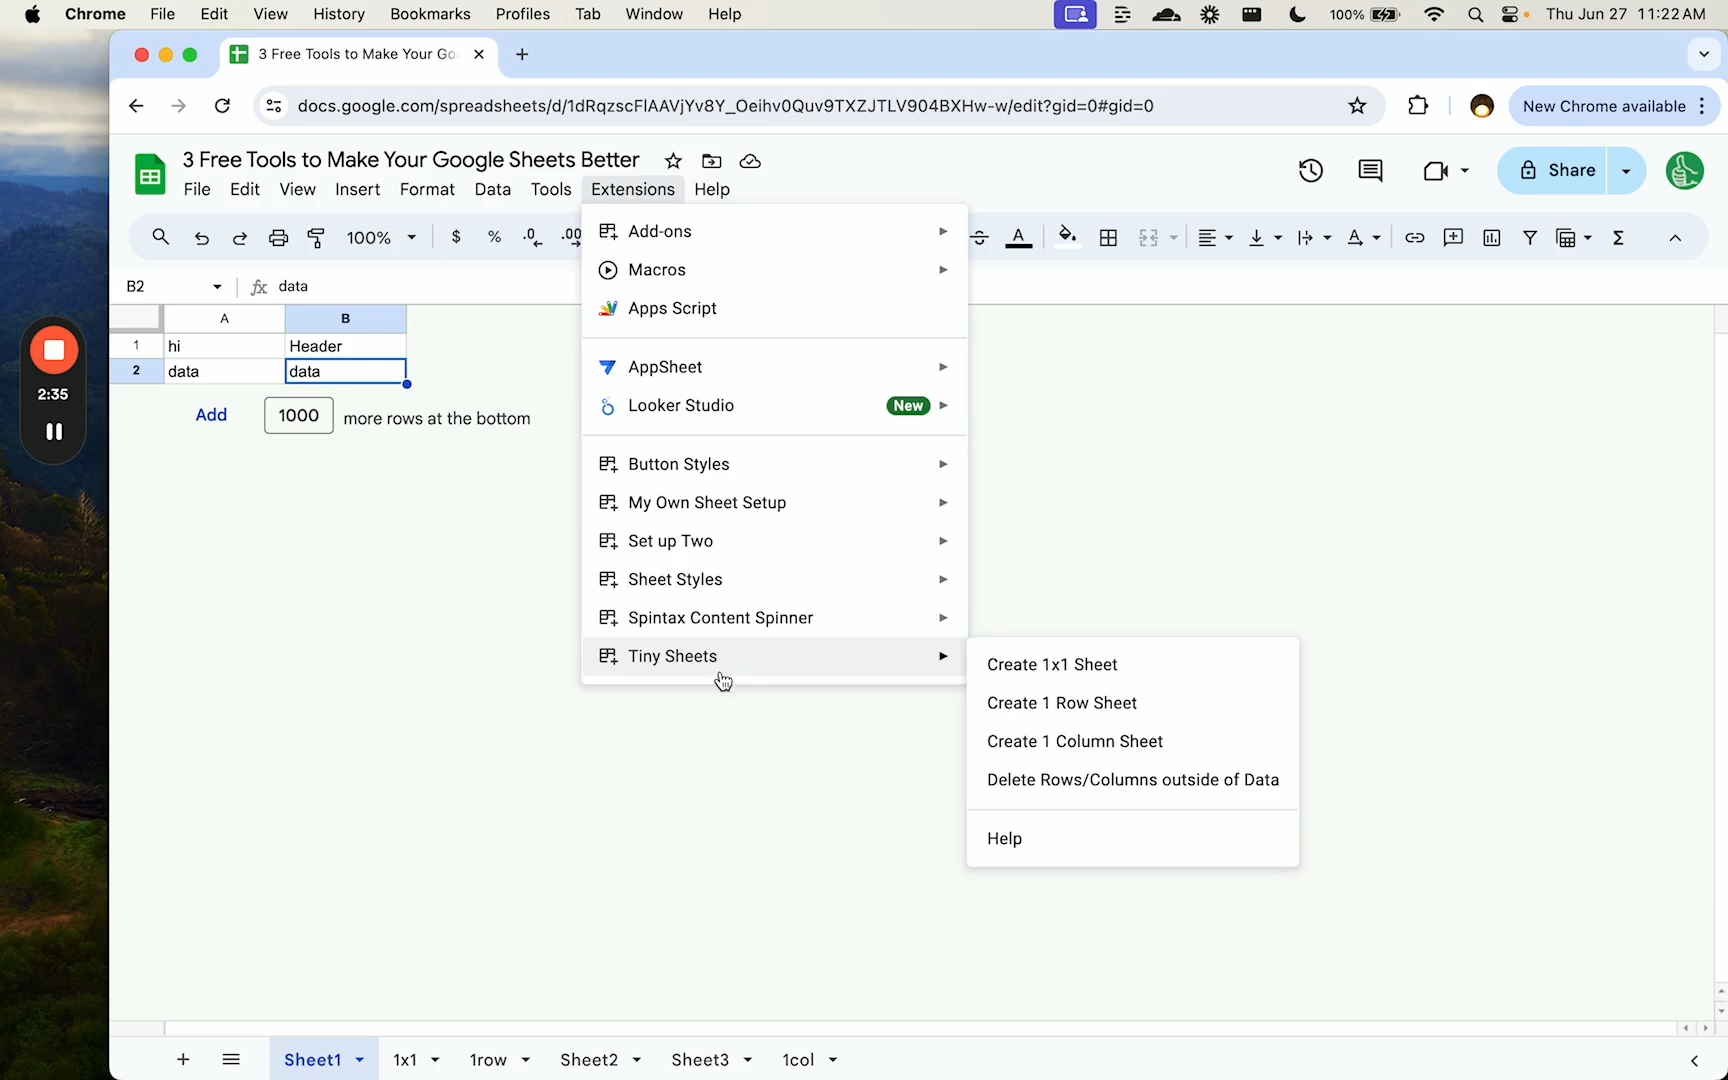 Chrome File Edit View History Bookmarks Profiles Tab Window Help 100% Thu Jun 27 11:22 AM
3 Free Tools to Make Your Go
docs.google.com/spreadsheets/d/1dRqzscFIAAVjYv8Y_Oeihv0Quv9TXZJTLV904BXHw-w/edit?gid=0#gid=0 New Chrome available
3 Free Tools to Make Your Google Sheets Better
File Edit View Insert Format Data Tools Extensions Help
Share
100% $ % .0 .00 A A Σ
B2 fx data
A B
1 hi Header
2 data data
Add 1000 more rows at the bottom
2:35
Add-ons
Macros
Apps Script
AppSheet
Looker Studio New
Button Styles
My Own Sheet Setup
Set up Two
Sheet Styles
Spintax Content Spinner
Tiny Sheets
Create 1x1 Sheet
Create 1 Row Sheet
Create 1 Column Sheet
Delete Rows/Columns outside of Data
Help
Sheet1 1x1 1row Sheet2 Sheet3 1col